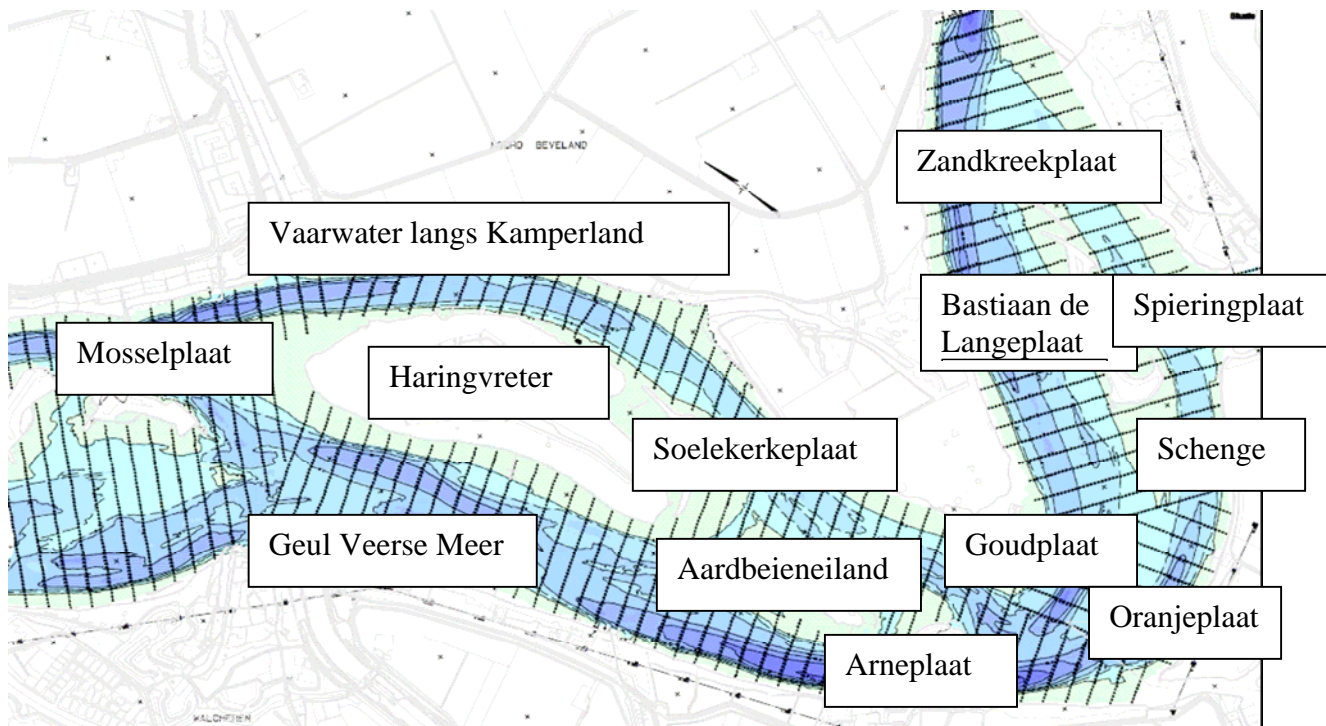 Zandkreekplaat
Vaarwater langs Kamperland
Bastiaan de
Langeplaat
Spieringplaat
Mosselplaat
Haringvreter
Soelekerkeplaat
Schenge
Geul Veerse Meer
Aardbeieneiland
Goudplaat
Oranjeplaat
Arneplaat
BEVELAND
WALCHEREN